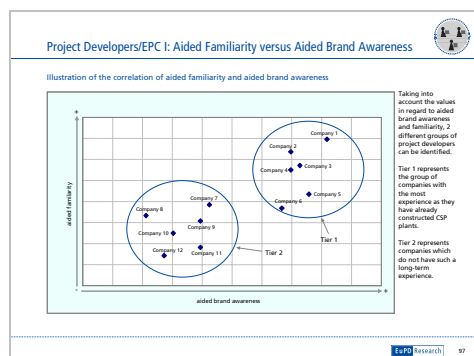 Project Developers/EPC I: Aided Familiarity versus Aided Brand Awareness
Illustration of the correlation of aided familiarity and aided brand awareness
+
aided familiarity
-
Company 1
Company 2
Company 3
Company 4
Company 5
Company 6
Company 7
Company 8
Company 9
Company 10
Company 11
Company 12
Tier 1
Tier 2
+
aided brand awareness
Taking into
account the values
in regard to aided
brand awareness
and familiarity, 2
different groups of
project developers
can be identified.
Tier 1 represents
the group of
companies with
the most
experience as they
have already
constructed CSP
plants.
Tier 2 represents
companies which
do not have such a
long-term
experience.
EuPD Research
97